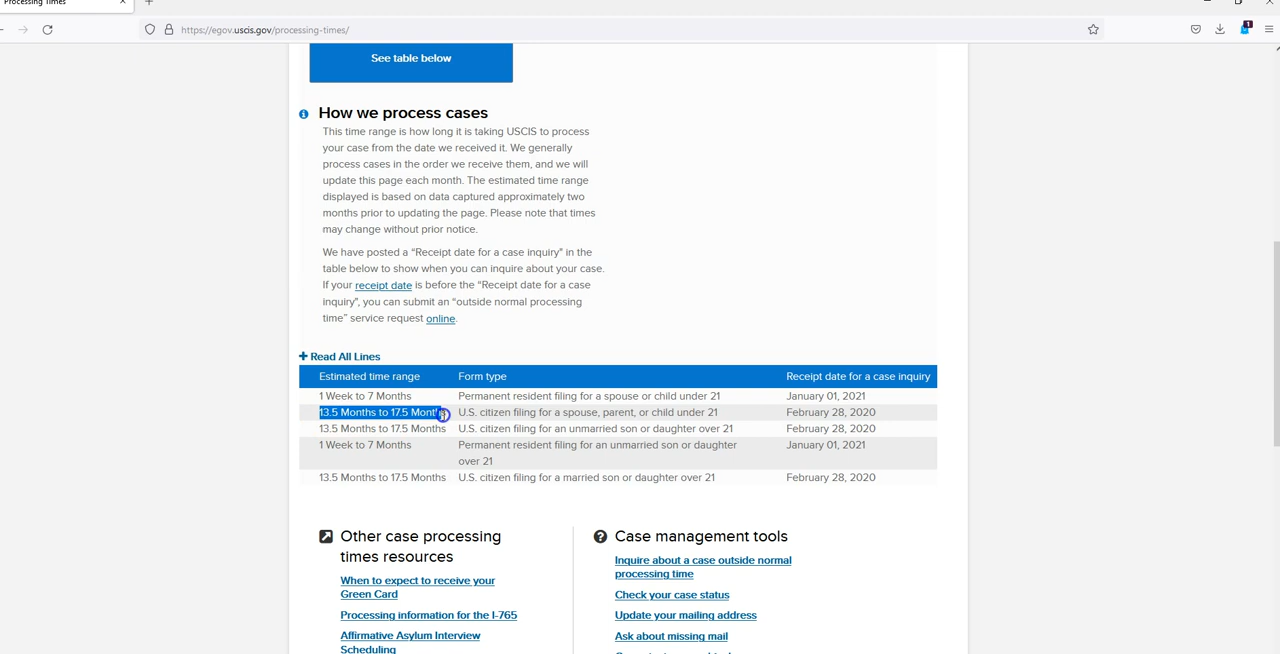 Processing Times
https://egov.uscis.gov/processing-times/
1
See table below
How we process cases
This time range is how long it is taking USCIS to process
your case from the date we received it. We generally
process cases in the order we receive them, and we will
update this page each month. The estimated time range
displayed is based on data captured approximately two
months prior to updating the page. Please note that times
may change without prior notice.
We have posted a “Receipt date for a case inquiry” in the
table below to show when you can inquire about your case.
If your receipt date is before the “Receipt date for a case
inquiry”, you can submit an “outside normal processing
time” service request online.
Read All Lines
Estimated time range Form type Receipt date for a case inquiry
1 Week to 7 Months Permanent resident filing for a spouse or child under 21 January 01, 2021
13.5 Months to 17.5 Months U.S. citizen filing for a spouse, parent, or child under 21 February 28, 2020
13.5 Months to 17.5 Months U.S. citizen filing for an unmarried son or daughter over 21 February 28, 2020
1 Week to 7 Months Permanent resident filing for an unmarried son or daughter January 01, 2021
over 21
13.5 Months to 17.5 Months U.S. citizen filing for a married son or daughter over 21 February 28, 2020
Other case processing
times resources
When to expect to receive your
Green Card
Processing information for the I-765
Affirmative Asylum Interview
Scheduling
Case management tools
Inquire about a case outside normal
processing time
Check your case status
Update your mailing address
Ask about missing mail